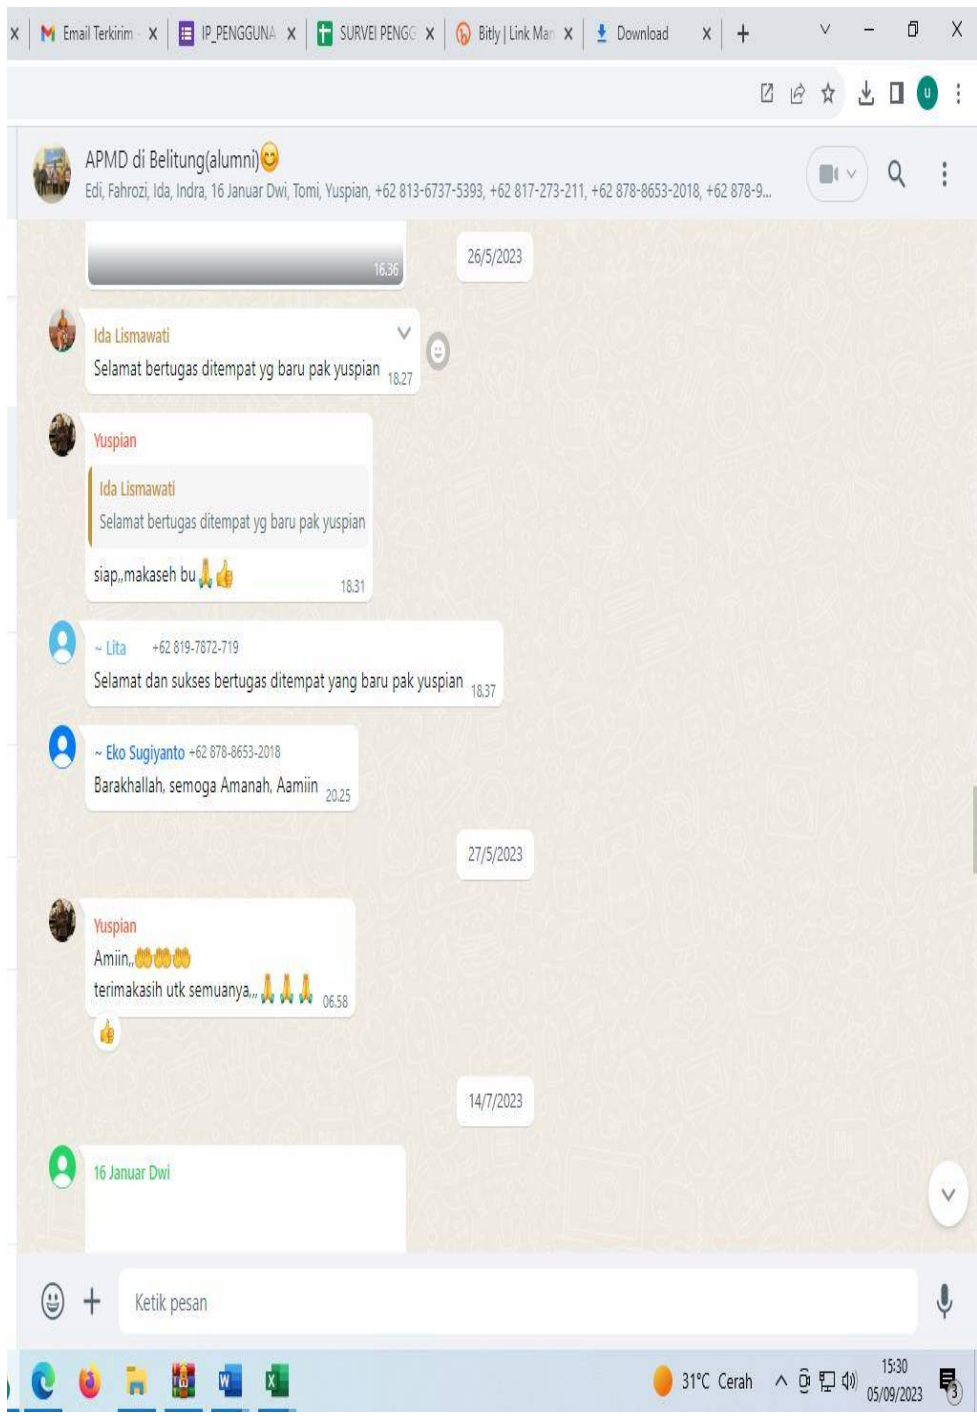 Email Terkirim
IP_PENGGUNA
SURVEI PENGG
Bitly | Link Man
Download
u
APMD di Belitung(alumni)😊
Edi, Fahrozi, Ida, Indra, 16 Januar Dwi, Tomi, Yuspian, +62 813-6737-5393, +62 817-273-211, +62 878-8653-2018, +62 878-9...
16.36
26/5/2023
Ida Lismawati
Selamat bertugas ditempat yg baru pak yuspian 18.27
Yuspian
Ida Lismawati
Selamat bertugas ditempat yg baru pak yuspian
siap,,makaseh bu🙏👍
18.31
~ Lita +62 819-7872-719
Selamat dan sukses bertugas ditempat yang baru pak yuspian 18.37
~ Eko Sugiyanto +62 878-8653-2018
Barakhallah, semoga Amanah, Aamiin 20.25
27/5/2023
Yuspian
Amiin,,🤲🤲🤲
terimakasih utk semuanya,,,🙏🙏🙏 06.58
👍
14/7/2023
16 Januar Dwi
Ketik pesan
31°C Cerah
15:30
05/09/2023
3